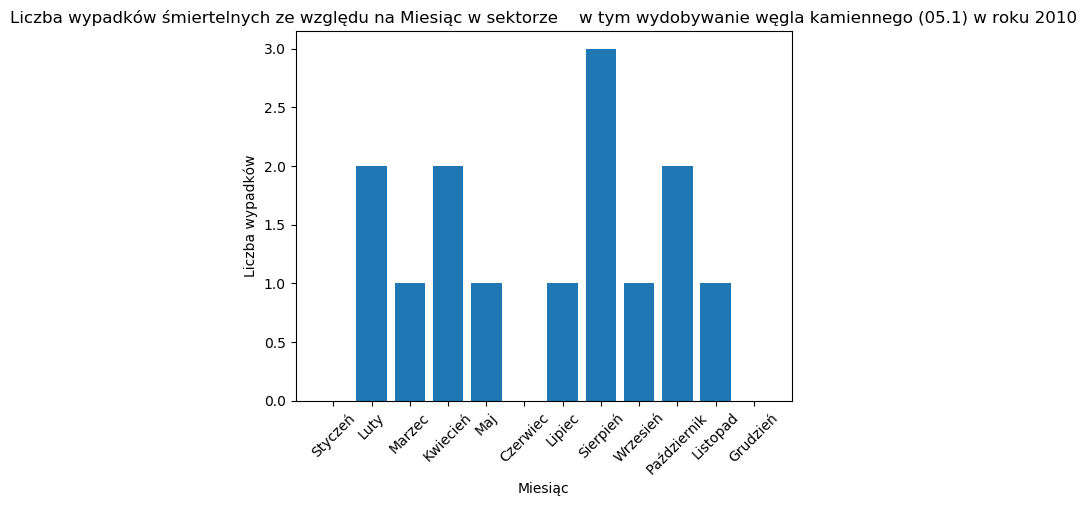 Liczba wypadków śmiertelnych ze względu na Miesiąc w sektorze    w tym wydobywanie węgla kamiennego (05.1) w roku 2010
3.0
2.5
2.0
1.5
1.0
0.5
0.0
Liczba wypadków
Styczeń
Luty
Marzec
Kwiecień
Maj
Czerwiec
Lipiec
Sierpień
Wrzesień
Październik
Listopad
Grudzień
Miesiąc